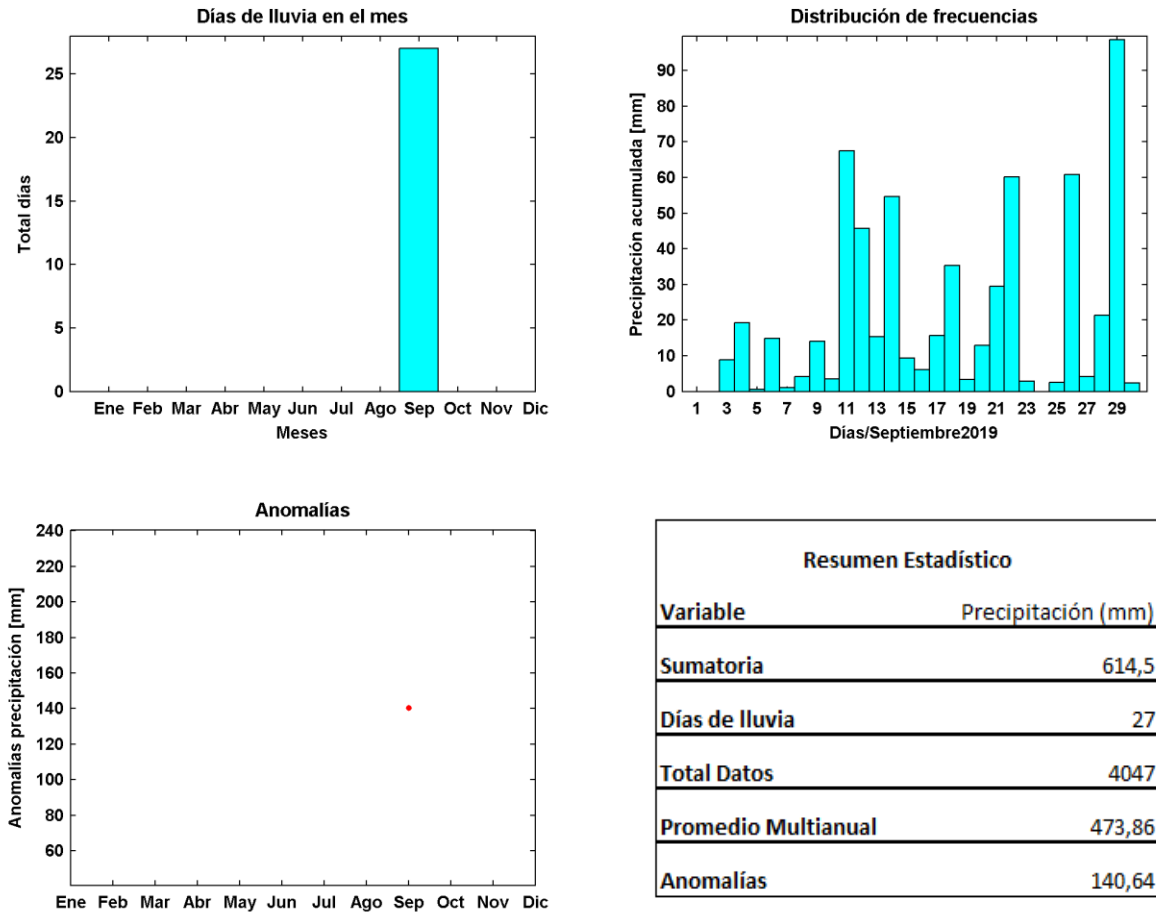 Días de lluvia en el mes
Total días
25
20
15
10
5
0
Ene Feb Mar Abr May Jun Jul Ago Sep Oct Nov Dic
Meses
Distribución de frecuencias
Precipitación acumulada [mm]
90
80
70
60
50
40
30
20
10
0
1 3 5 7 9 11 13 15 17 19 21 23 25 27 29
Días/Septiembre2019
Anomalías
Anomalías precipitación [mm]
240
220
200
180
160
140
120
100
80
60
Ene Feb Mar Abr May Jun Jul Ago Sep Oct Nov Dic
Resumen Estadístico
Variable Precipitación (mm)
Sumatoria 614,5
Días de lluvia 27
Total Datos 4047
Promedio Multianual 473,86
Anomalías 140,64